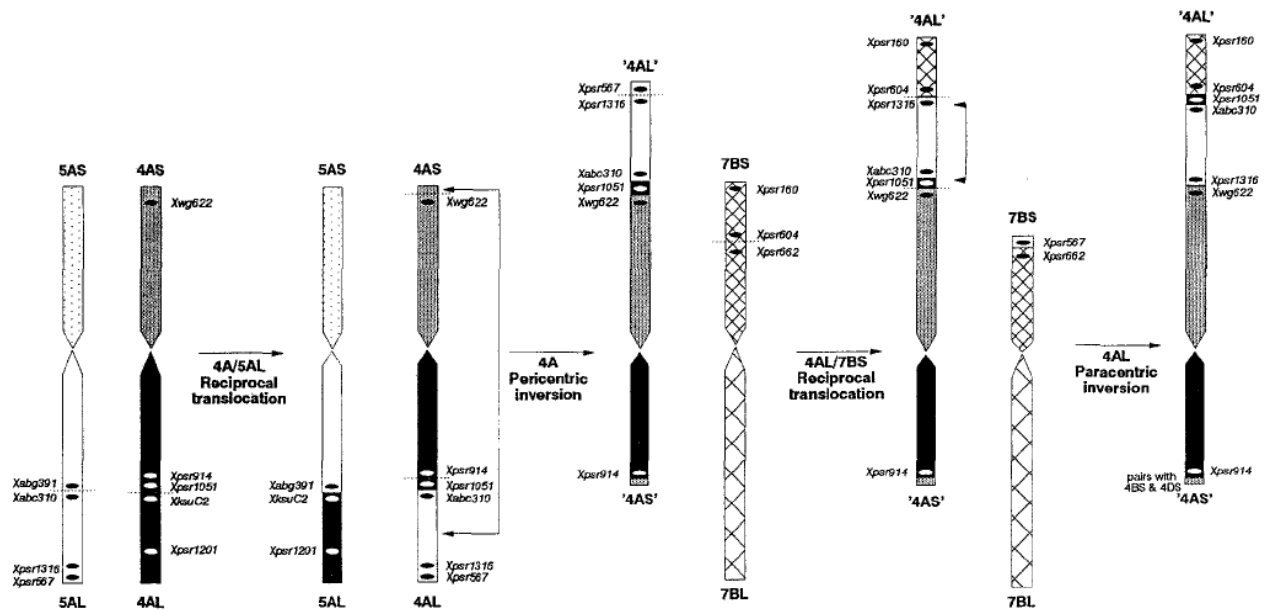 5AS
4AS
Xwg622
Xabg391
Xabc310
Xpsr1316
Xpsr567
5AL
Xpsr914
Xpsr1051
XksuC2
Xpsr1201
4AL
4A/5AL
Reciprocal
translocation
5AS
4AS
Xwg622
Xabg391
XksuC2
Xpsr1201
5AL
Xpsr914
Xpsr1051
Xabc310
Xpsr1316
Xpsr567
4AL
4A
Pericentric
inversion
'4AL'
Xpsr567
Xpsr1316
Xabc310
Xpsr1051
Xwg622
Xpsr914
'4AS'
7BS
Xpsr160
Xpsr604
Xpsr662
7BL
4AL/7BS
Reciprocal
translocation
'4AL'
Xpsr160
Xpsr604
Xpsr1316
Xabc310
Xpsr1051
Xwg622
Xpsr914
'4AS'
7BS
Xpsr567
Xpsr662
7BL
4AL
Paracentric
inversion
'4AL'
Xpsr160
Xpsr604
Xpsr1051
Xabc310
Xpsr1316
Xwg622
Xpsr914
pairs with
4BS & 4DS
'4AS'